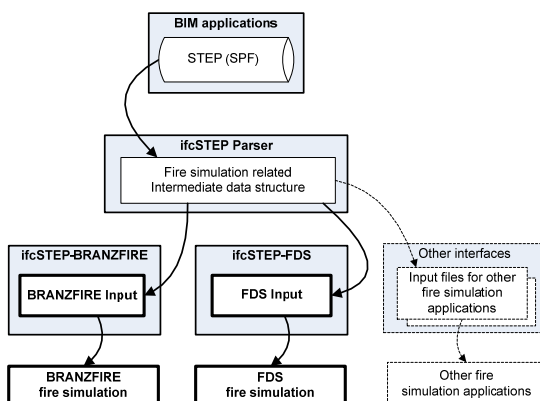 BIM applications
STEP (SPF)
ifcSTEP Parser
Fire simulation related
Intermediate data structure
ifcSTEP-BRANZFIRE
BRANZFIRE Input
ifcSTEP-FDS
FDS Input
Other interfaces
Input files for other
fire simulation
applications
BRANZFIRE
fire simulation
FDS
fire simulation
Other fire
simulation applications